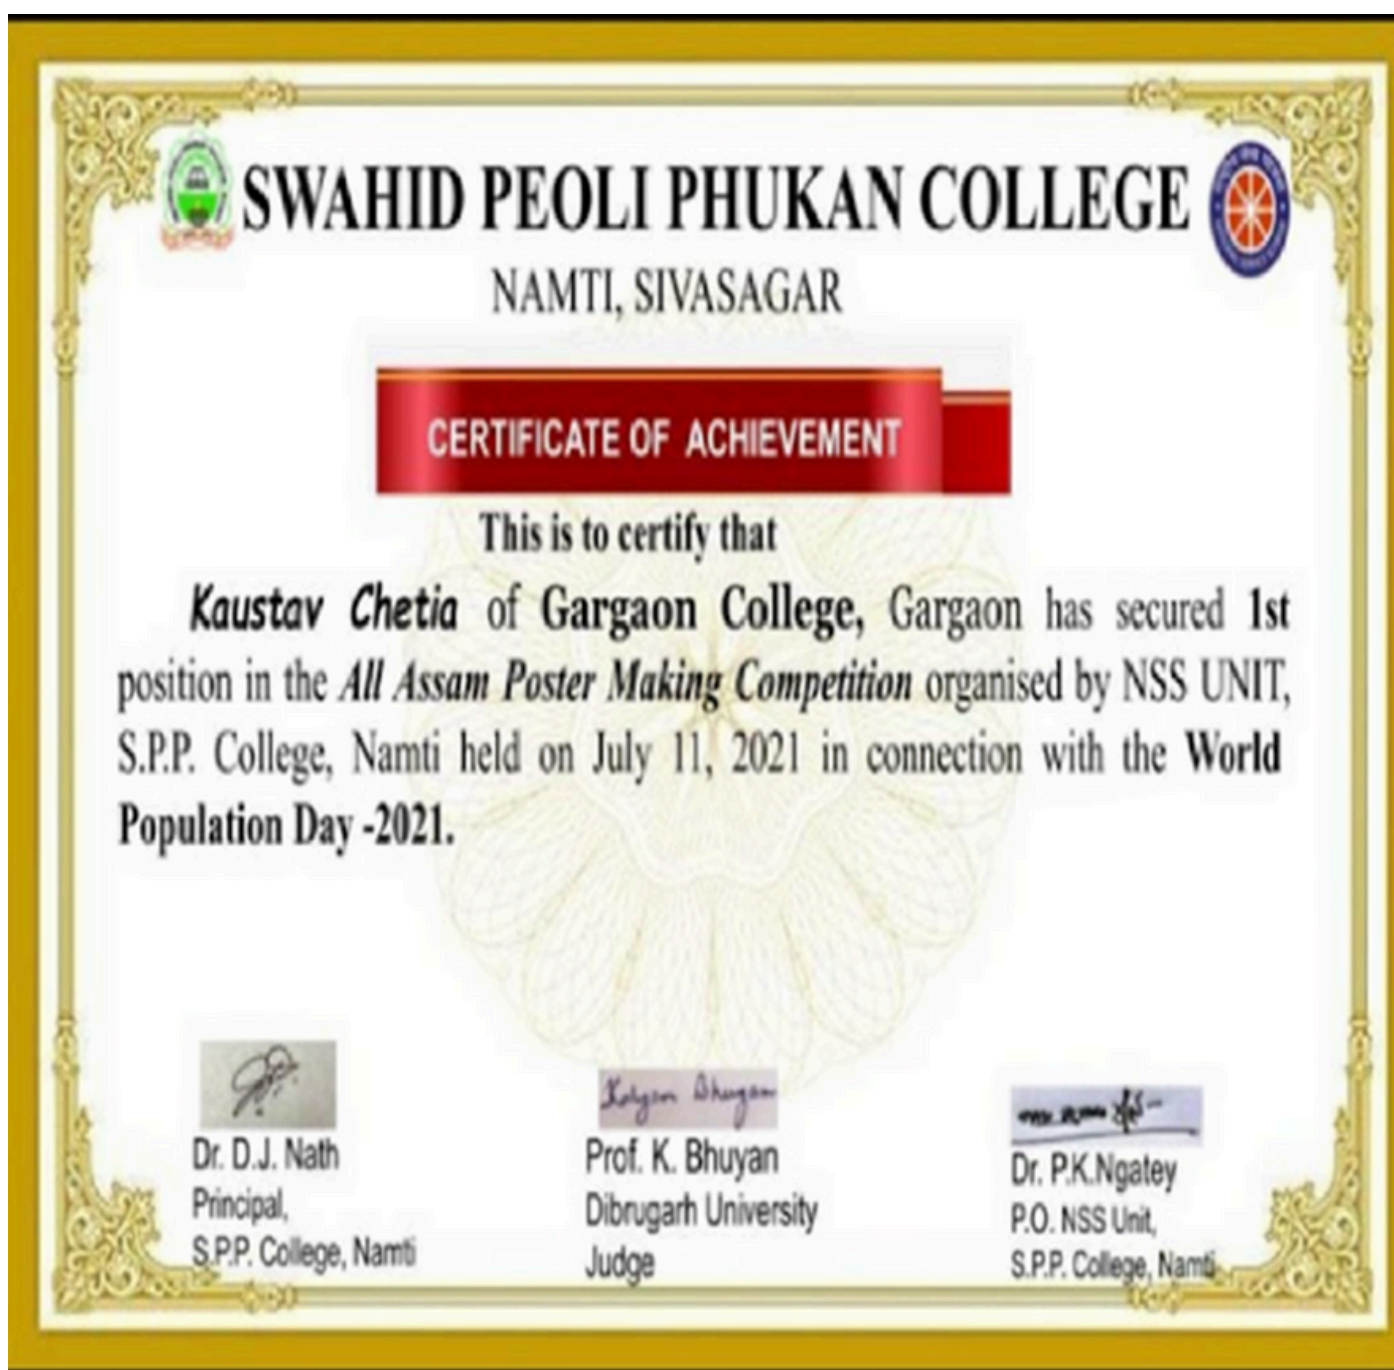 SWAHID PEOLI PHUKAN COLLEGE
NAMTI, SIVASAGAR
CERTIFICATE OF ACHIEVEMENT
This is to certify that
Kaustav Chetia of Gargaon College, Gargaon has secured 1st
position in the All Assam Poster Making Competition organised by NSS UNIT,
S.P.P. College, Namti held on July 11, 2021 in connection with the World
Population Day -2021.
Kalyan Bhuyan
Dr. D.J. Nath
Principal,
S.P.P. College, Namti
Prof. K. Bhuyan
Dibrugarh University
Judge
Dr. P.K.Ngatey
P.O. NSS Unit,
S.P.P. College, Namti